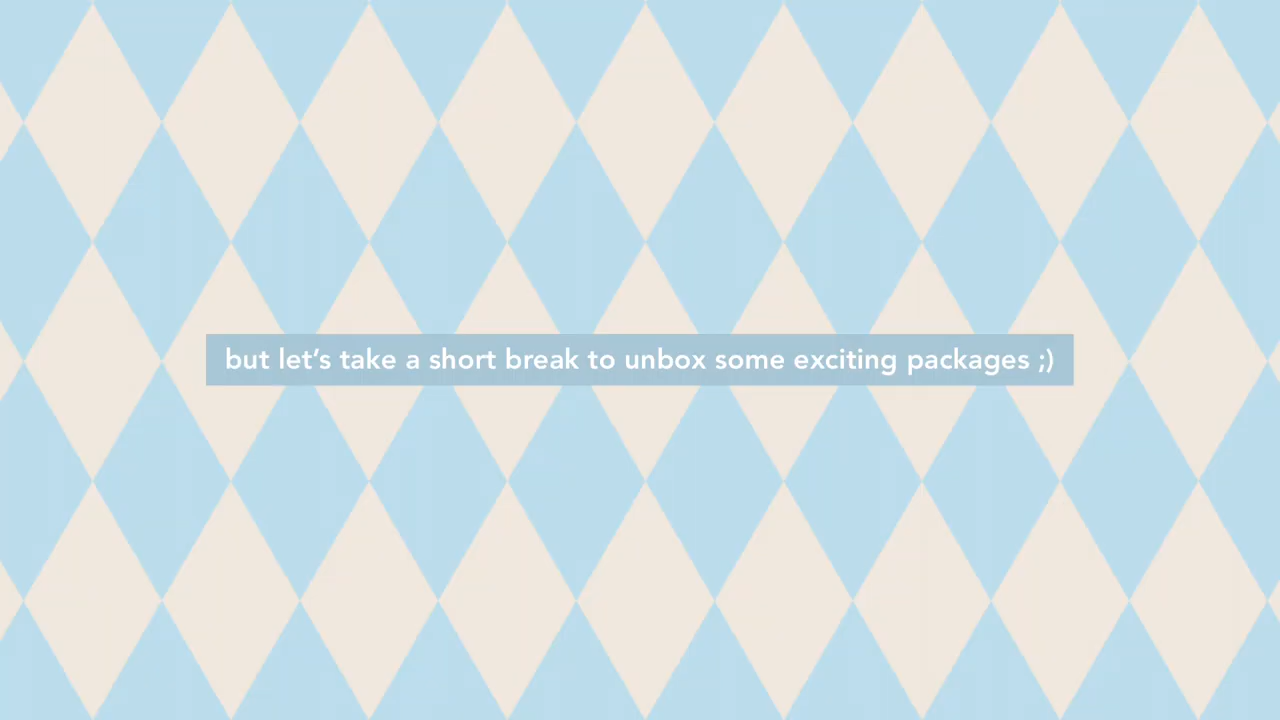 but let’s take a short break to unbox some exciting packages ;)